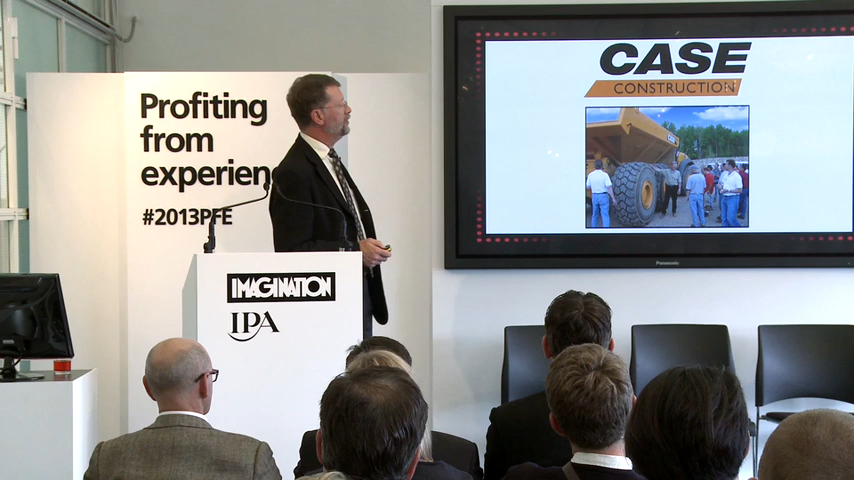 Profiting
from
experienc
#2013PFE
IMAGINATION
IPA
CASE
CONSTRUCTION
Panasonic